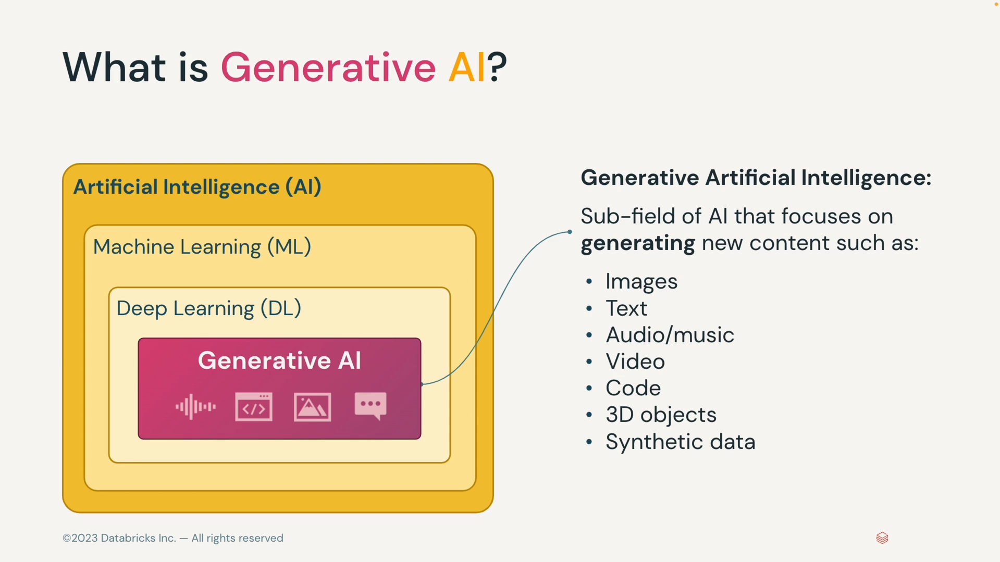 What is Generative AI?
Artificial Intelligence (AI)
Machine Learning (ML)
Deep Learning (DL)
Generative AI
</>
Generative Artificial Intelligence:
Sub-field of AI that focuses on
generating new content such as:
• Images
• Text
• Audio/music
• Video
• Code
• 3D objects
• Synthetic data
©2023 Databricks Inc. — All rights reserved